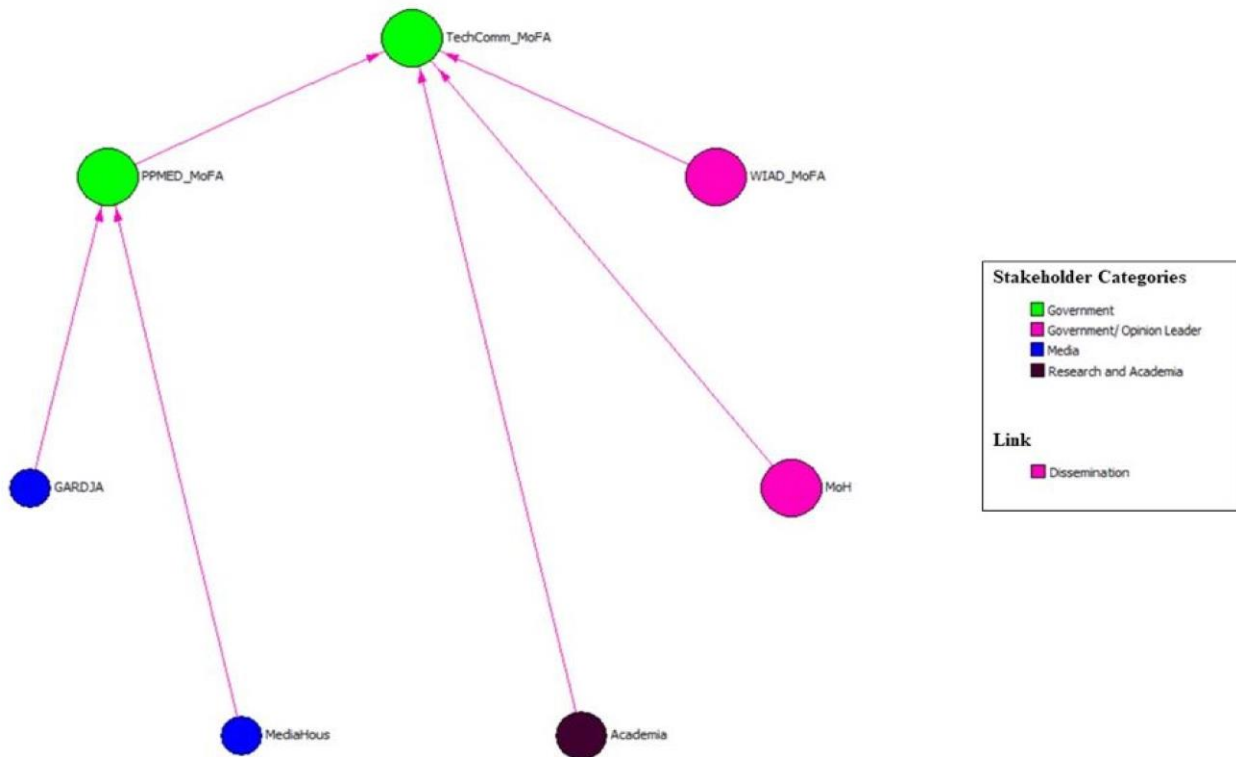 TechComm_MoFA
PPMED_MoFA
WIAD_MoFA
GARDJA
MoH
MediaHous
Academia
Stakeholder Categories
Government
Government/ Opinion Leader
Media
Research and Academia
Link
Dissemination